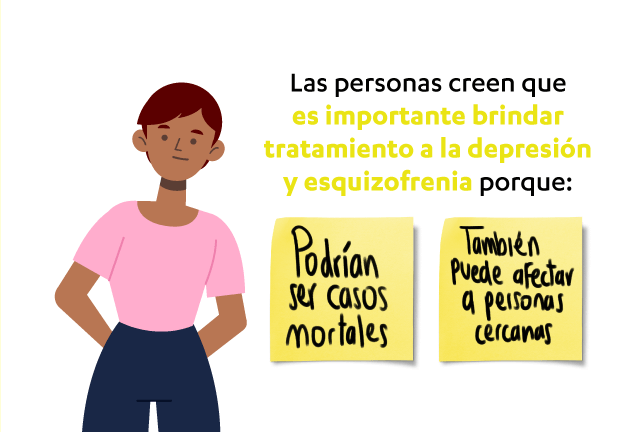 Las personas creen que
es importante brindar
tratamiento a la depresión
y esquizofrenia porque:
Podrían
ser casos
mortales
También
puede afectar
a personas
cercanas